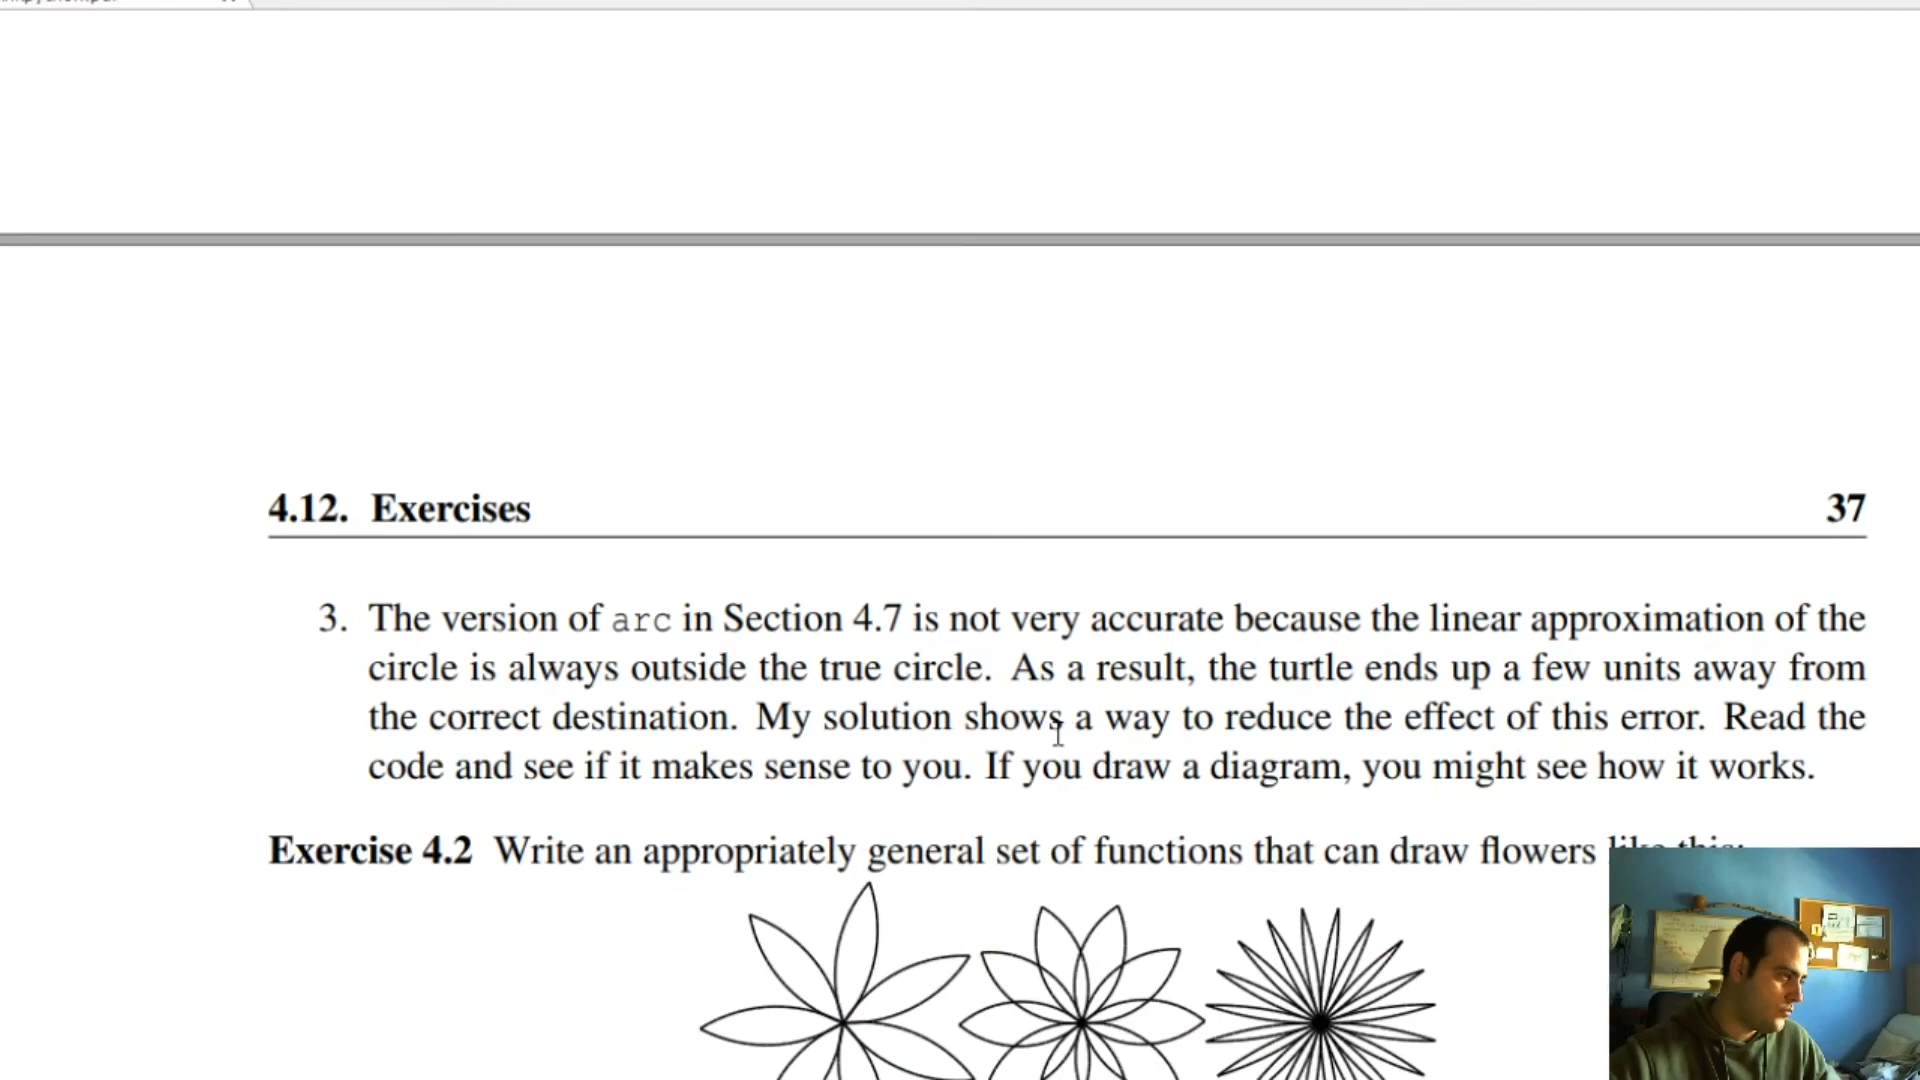 4.12. Exercises 37
3. The version of arc in Section 4.7 is not very accurate because the linear approximation of the
circle is always outside the true circle. As a result, the turtle ends up a few units away from
the correct destination. My solution shows a way to reduce the effect of this error. Read the
code and see if it makes sense to you. If you draw a diagram, you might see how it works.
Exercise 4.2 Write an appropriately general set of functions that can draw flowers like this: